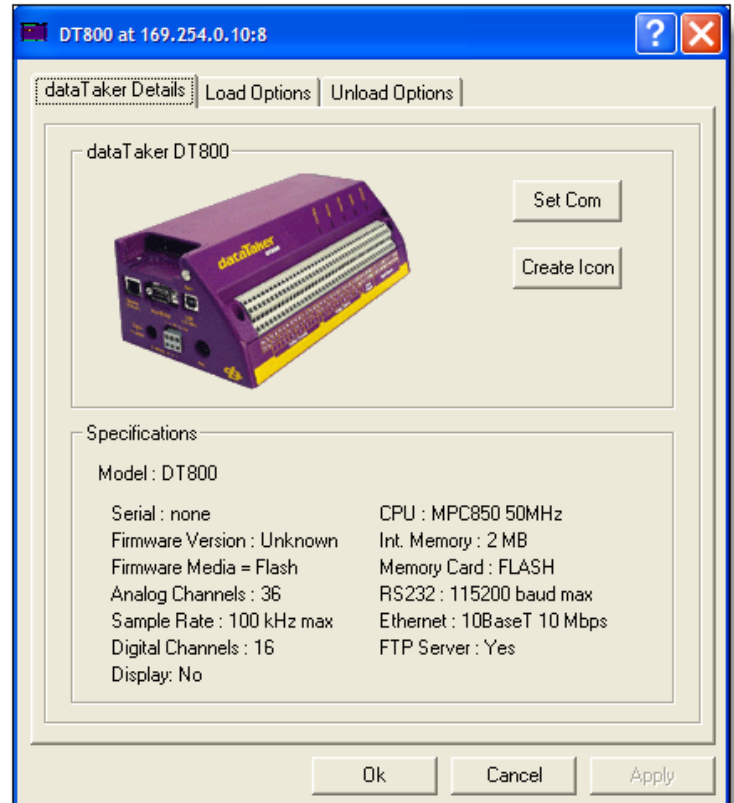 DT800 at 169.254.0.10:8
dataTaker Details
Load Options
Unload Options
dataTaker DT800
dataTaker
Set Com
Create Icon
Specifications
Model : DT800
Serial : none
Firmware Version : Unknown
Firmware Media = Flash
Analog Channels : 36
Sample Rate : 100 kHz max
Digital Channels : 16
Display: No
CPU : MPC850 50MHz
Int. Memory : 2 MB
Memory Card : FLASH
RS232 : 115200 baud max
Ethernet : 10BaseT 10 Mbps
FTP Server : Yes
Ok
Cancel
Apply